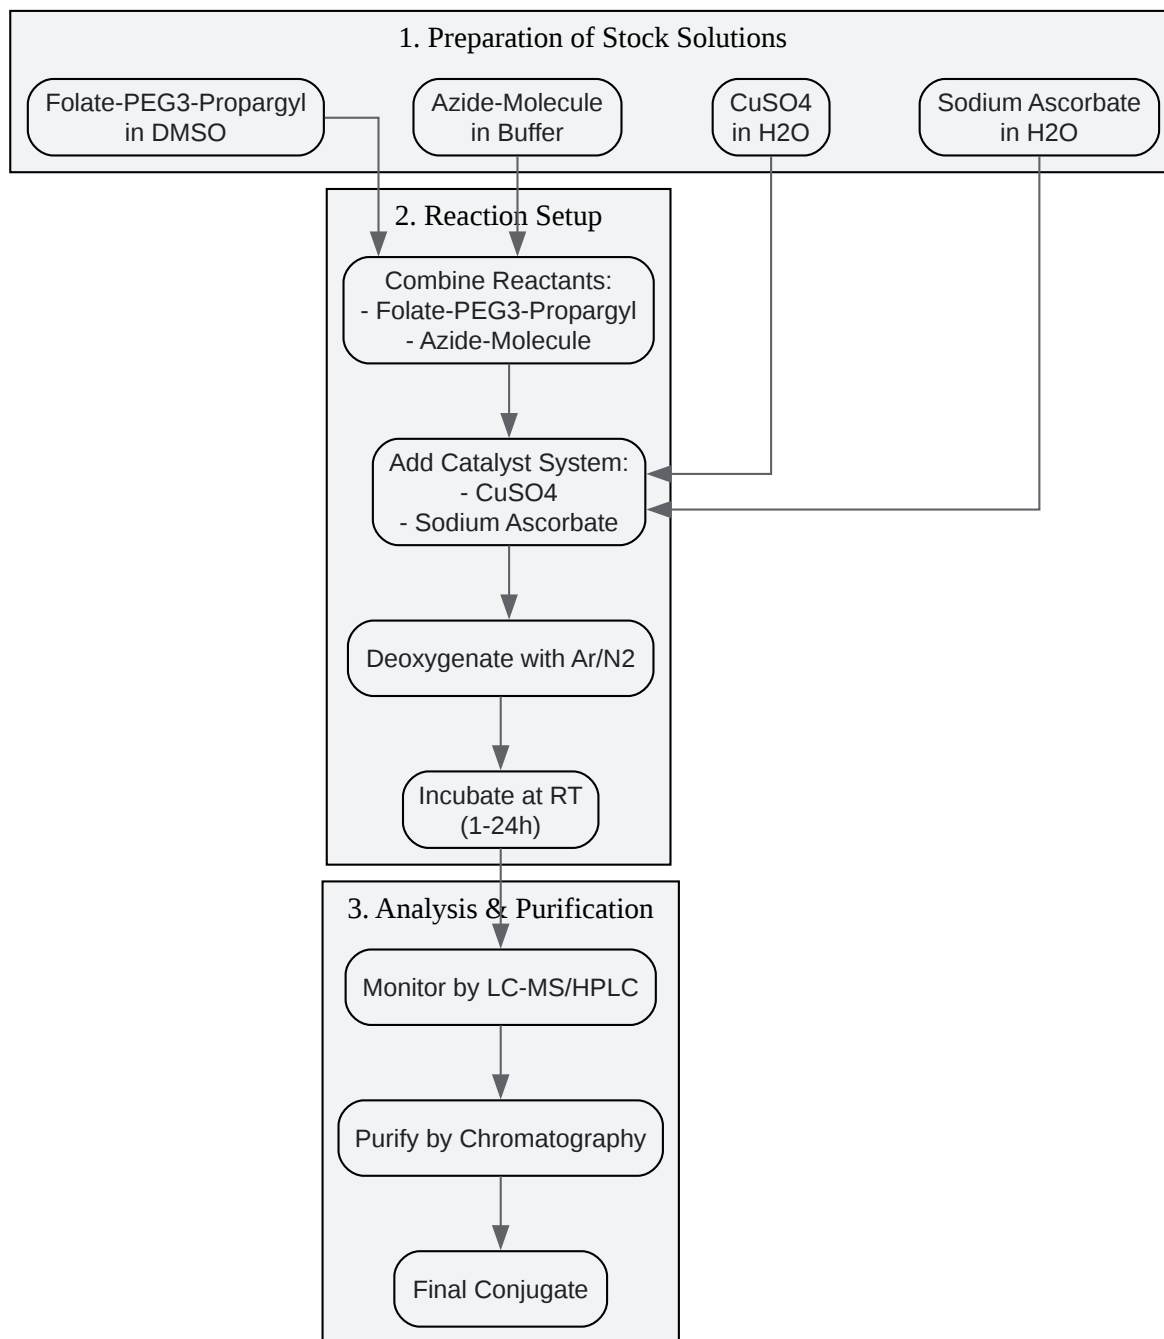 1. Preparation of Stock Solutions
Folate-PEG3-Propargyl
in DMSO
Azide-Molecule
in Buffer
CuSO4
in H2O
Sodium Ascorbate
in H2O
2. Reaction Setup
Combine Reactants:
- Folate-PEG3-Propargyl
- Azide-Molecule
Add Catalyst System:
- CuSO4
- Sodium Ascorbate
Deoxygenate with Ar/N2
Incubate at RT
(1-24h)
3. Analysis & Purification
Monitor by LC-MS/HPLC
Purify by Chromatography
Final Conjugate